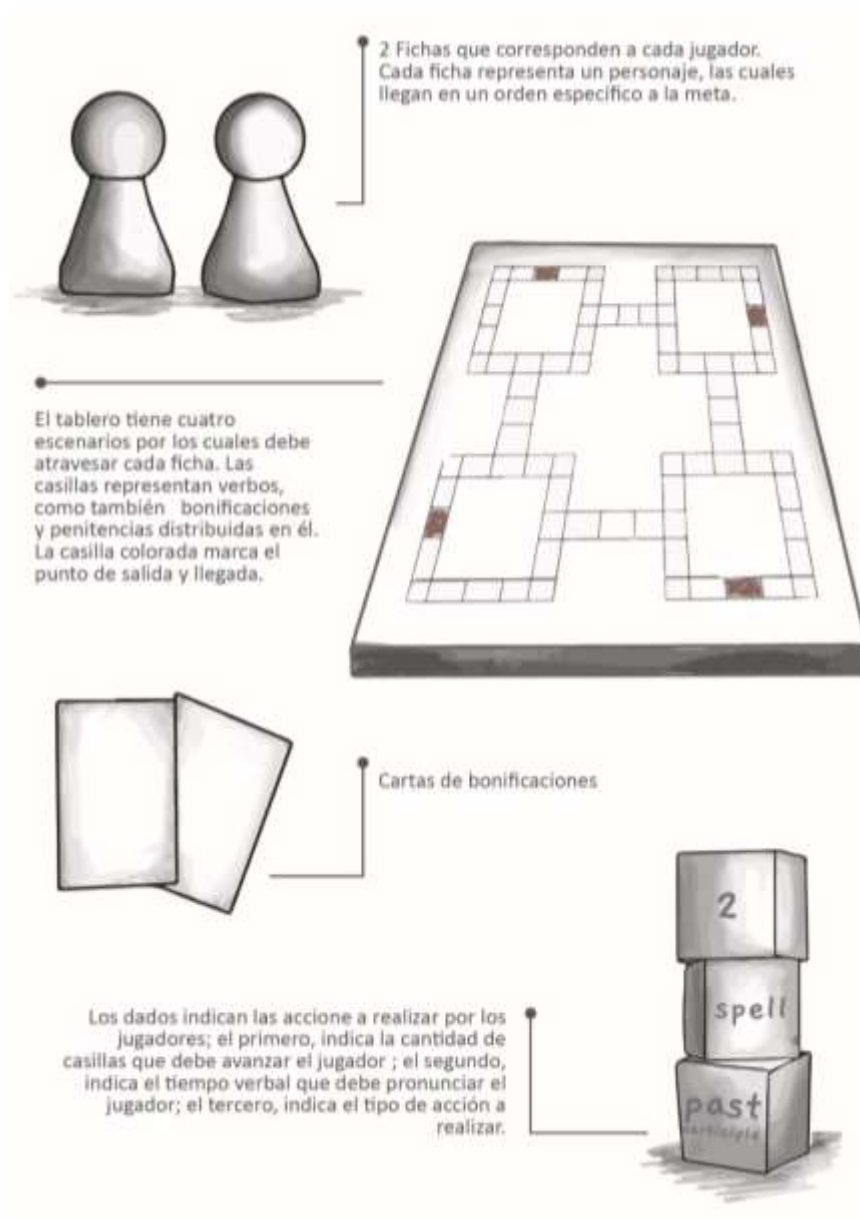 2 Fichas que corresponden a cada jugador.
Cada ficha representa un personaje, las cuales
llegan en un orden específico a la meta.
El tablero tiene cuatro
escenarios por los cuales debe
atravesar cada ficha. Las
casillas representan verbos,
como también bonificaciones
y penitencias distribuidas en él.
La casilla colorada marca el
punto de salida y llegada.
Cartas de bonificaciones
2
spell
past
participle
Los dados indican las accione a realizar por los
jugadores; el primero, indica la cantidad de
casillas que debe avanzar el jugador ; el segundo,
indica el tiempo verbal que debe pronunciar el
jugador; el tercero, indica el tipo de acción a
realizar.